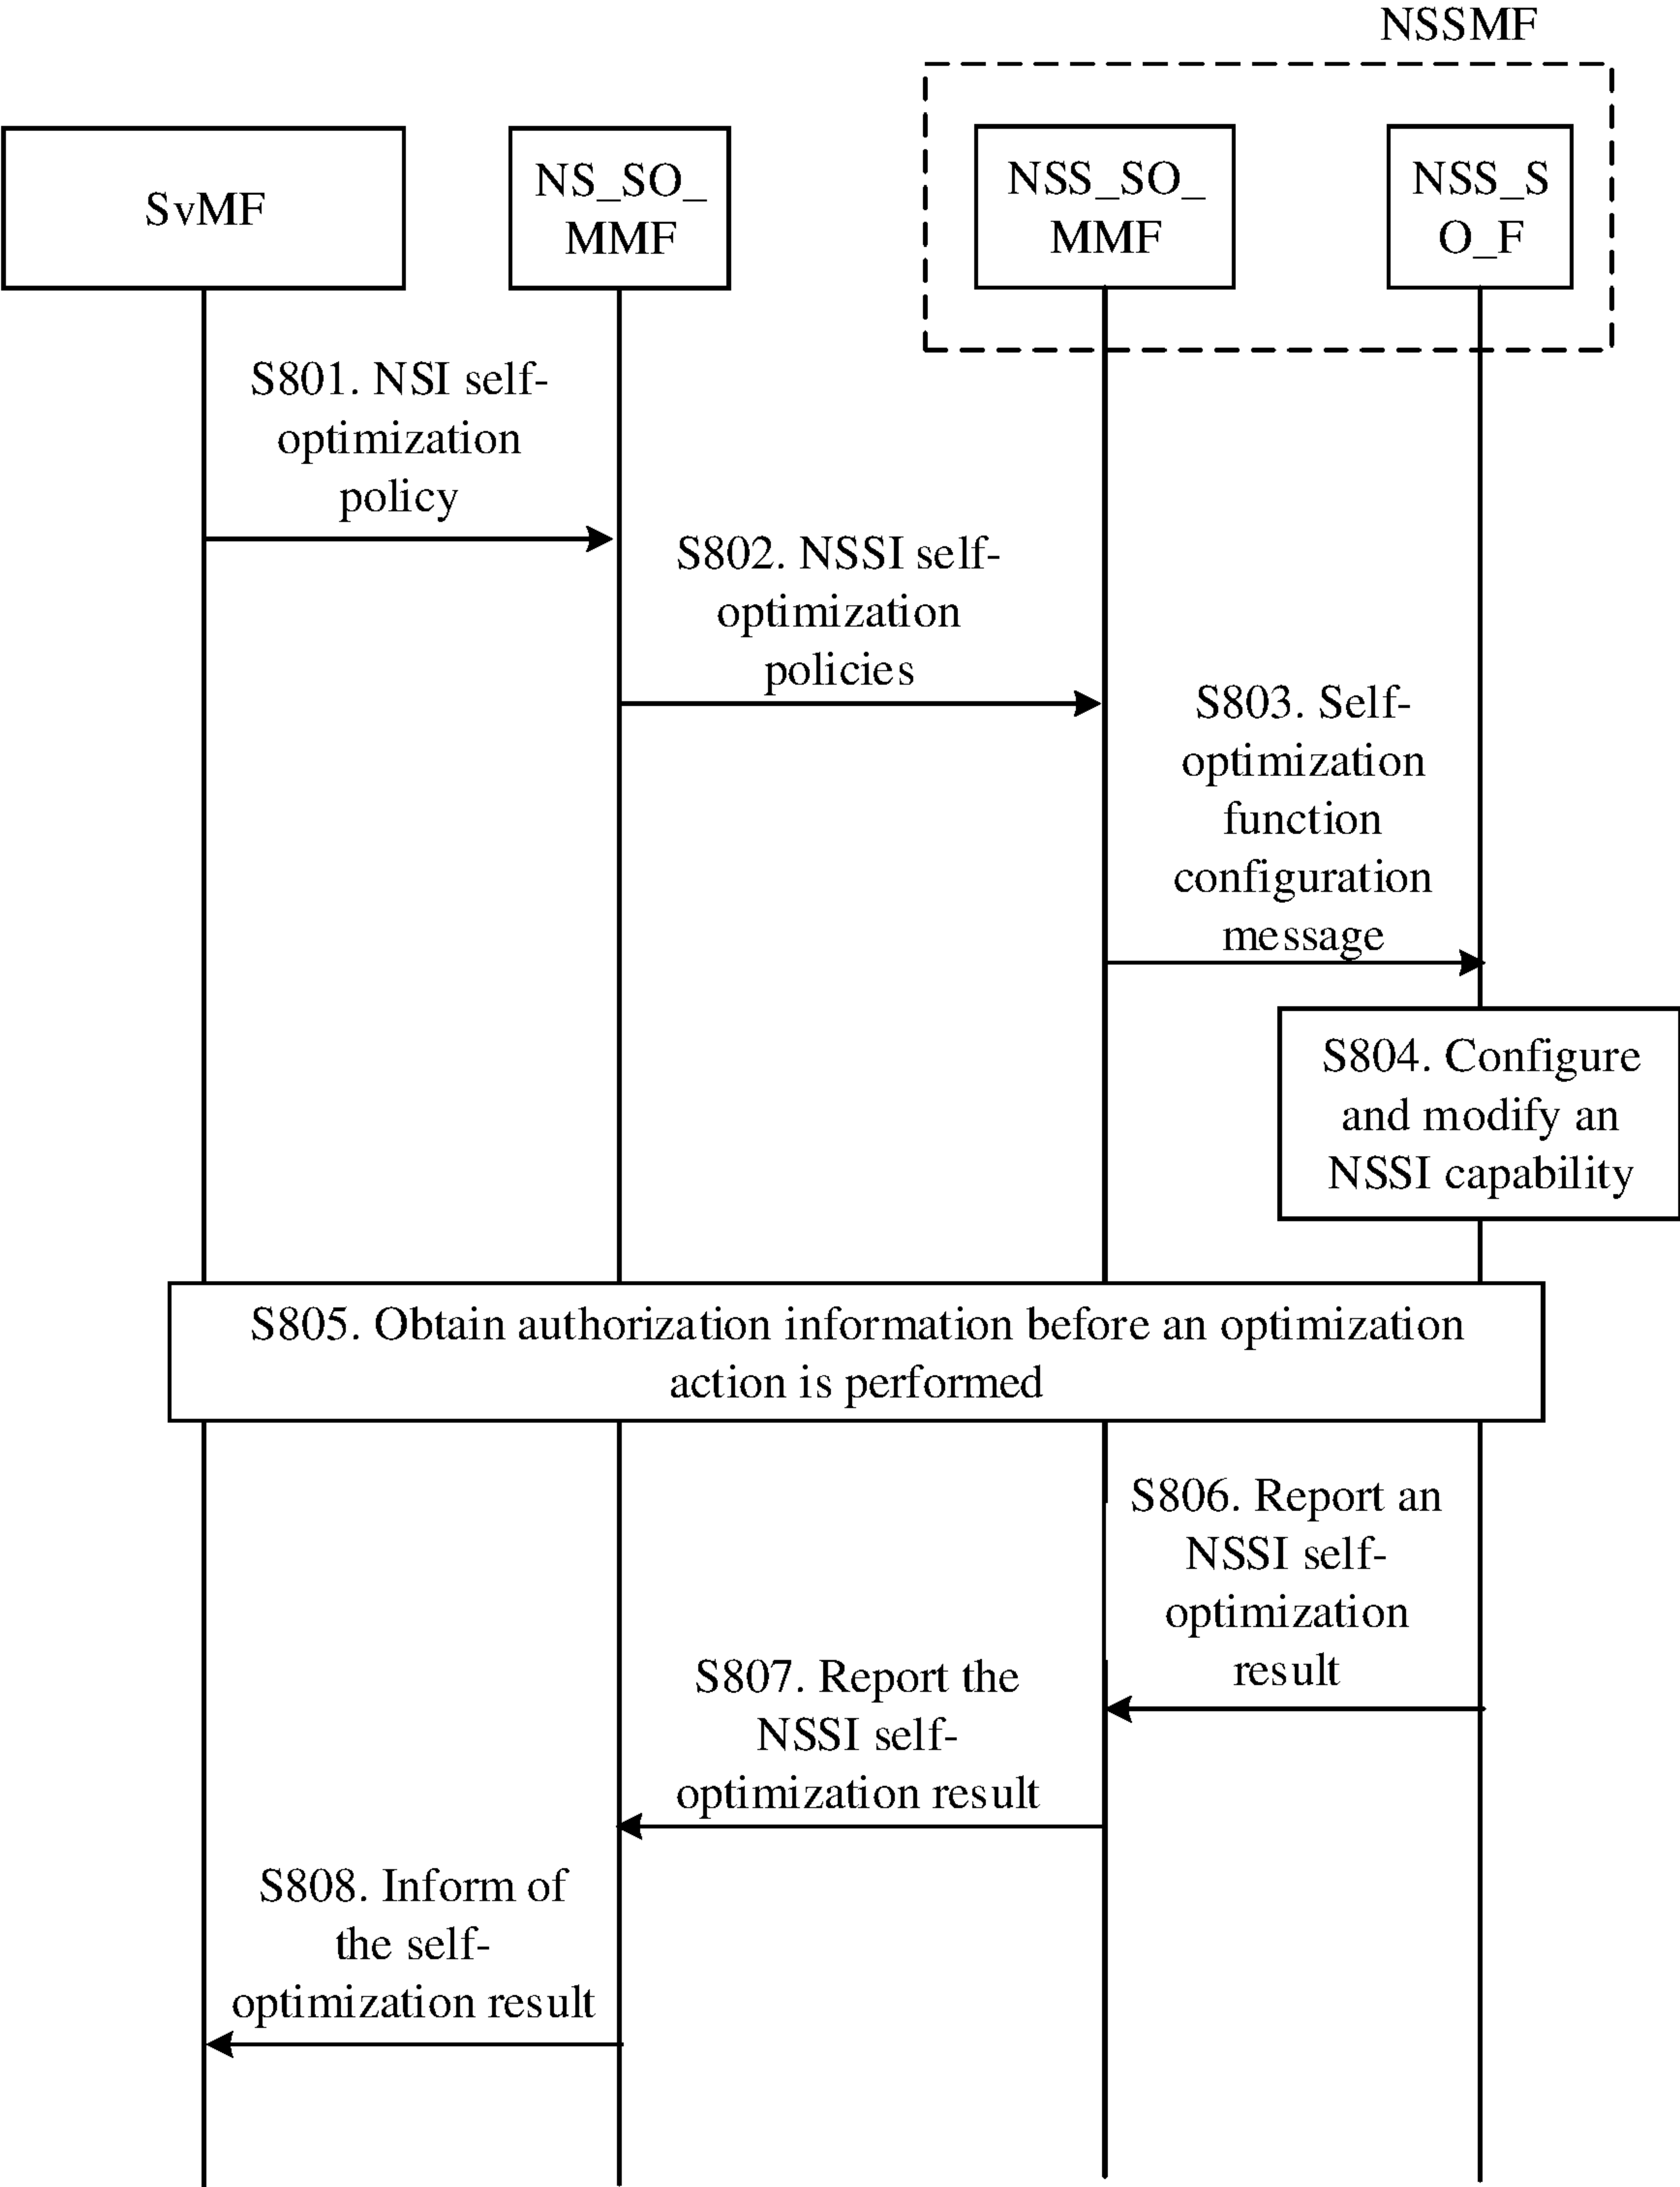 NSSMF
SvMF
NS_SO_
MMF
NSS_SO_
MMF
NSS_S
O_F
S801. NSI self-
optimization
policy
S802. NSSI self-
optimization
policies
S803. Self-
optimization
function
configuration
message
S804. Configure
and modify an
NSSI capability
S805. Obtain authorization information before an optimization
action is performed
S806. Report an
NSSI self-
optimization
result
S807. Report the
NSSI self-
optimization result
S808. Inform of
the self-
optimization result